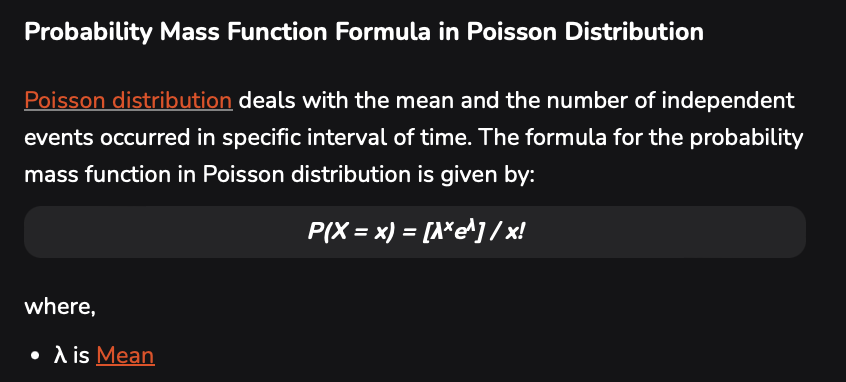 Probability Mass Function Formula in Poisson Distribution
Poisson distribution deals with the mean and the number of independent
events occurred in specific interval of time. The formula for the probability
mass function in Poisson distribution is given by:
P(X = x) = [λˣe^λ] / x!
where,
• λ is Mean